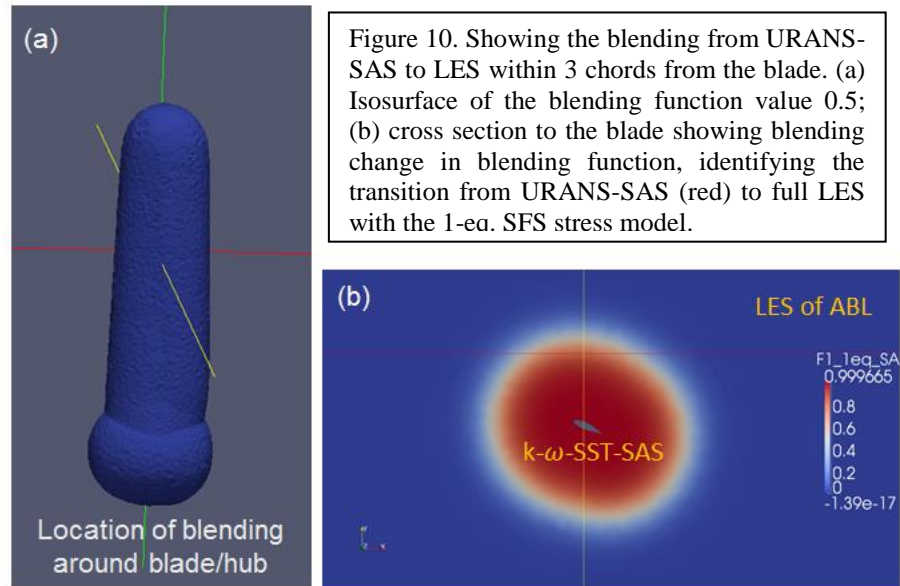 (a)
Location of blending
around blade/hub
Figure 10. Showing the blending from URANS-
SAS to LES within 3 chords from the blade. (a)
Isosurface of the blending function value 0.5;
(b) cross section to the blade showing blending
change in blending function, identifying the
transition from URANS-SAS (red) to full LES
with the 1-eq. SFS stress model.
(b)
LES of ABL
F1_1eq_SA
0.999665
0.8
0.6
0.4
0.2
0
-1.39e-17
k-ω-SST-SAS